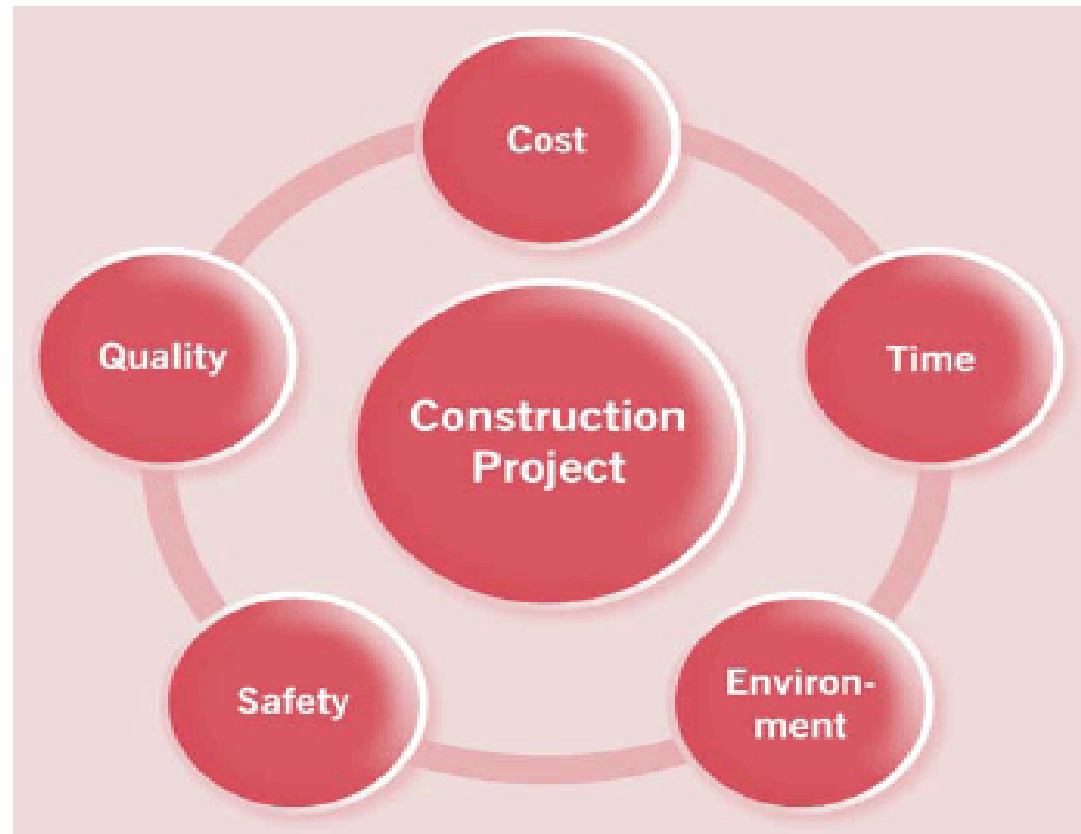 Cost
Quality
Time
Construction
Project
Safety
Environ-
ment